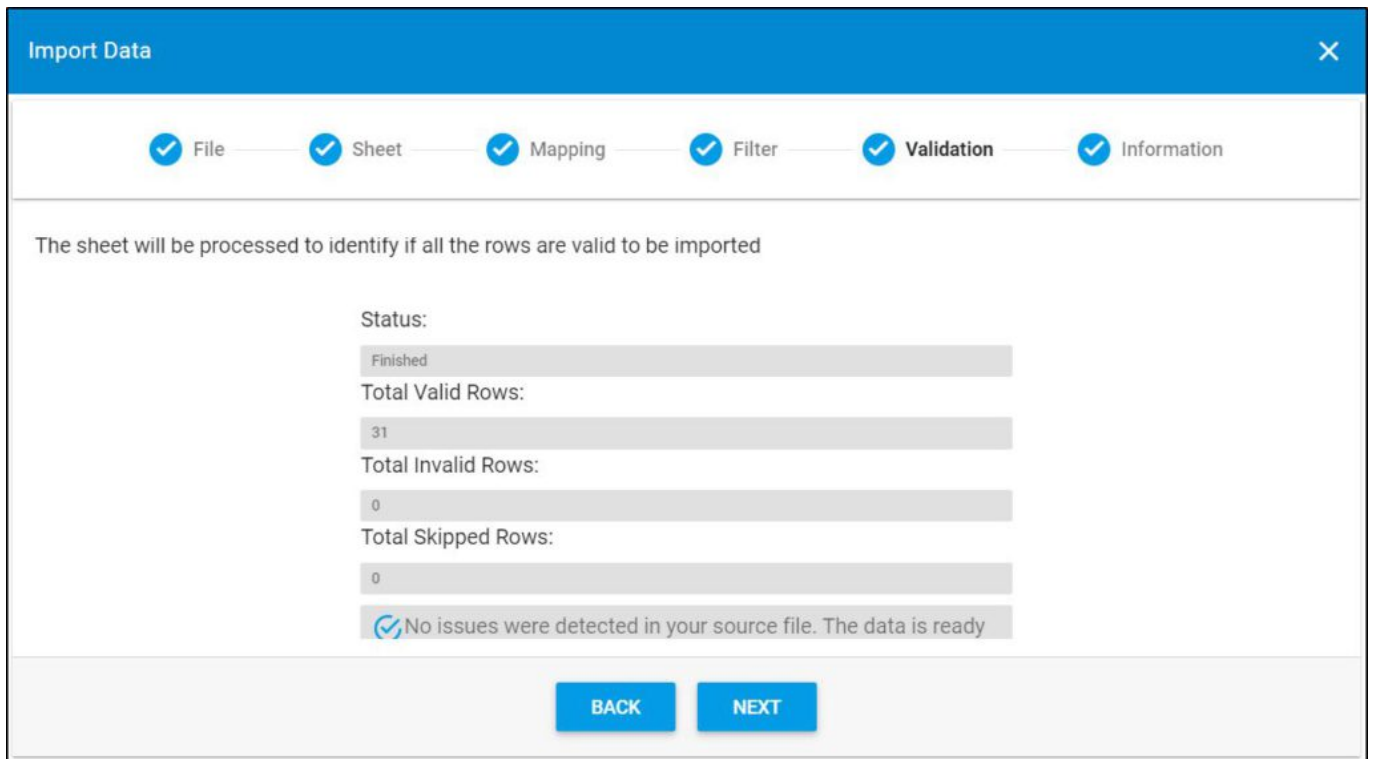 Import Data
File Sheet Mapping Filter Validation Information
The sheet will be processed to identify if all the rows are valid to be imported
Status:
Finished
Total Valid Rows:
31
Total Invalid Rows:
0
Total Skipped Rows:
0
No issues were detected in your source file. The data is ready
BACK NEXT